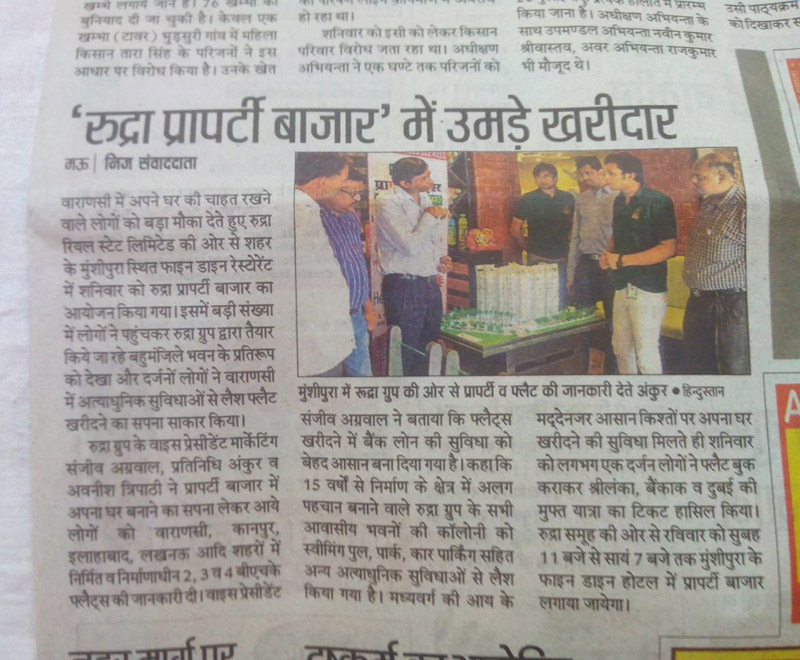 खम्भे लगाये जाने हैं। 76 खम्भों की
बुनियाद दी जा चुकी है। केवल एक
खम्भा ( टावर ) भुड़सुरी गांव में महिला
किसान तारा सिंह के परिजनों ने इस
आधार पर विरोध किया है। उनके खेत
हो रहा था।
शनिवार को इसी को लेकर किसान
परिवार विरोध जता रहा था। अधीक्षण
अभियन्ता ने एक घण्टे तक परिजनों को
किया जाना है। अधीक्षण अभियन्ता के
साथ उपमण्डल अभियन्ता नवीन कुमार
श्रीवास्तव, अवर अभियन्ता राजकुमार
भी मौजूद थे।
उसी पाठ्यक्रम
को दिखाकर
‘रुद्रा प्रापर्टी बाजार’ में उमड़े खरीदार
मऊ | निज संवाददाता
वाराणसी में अपने घर की चाहत रखने
वाले लोगों को बड़ा मौका देते हुए रुद्रा
रियल स्टेट लिमिटेड की ओर से शहर
के मुंशीपुरा स्थित फाइन डाइन रेस्टोरेंट
में शनिवार को रुद्रा प्रापर्टी बाजार का
आयोजन किया गया। इसमें बड़ी संख्या
में लोगों ने पहुंचकर रुद्रा ग्रुप द्वारा तैयार
किये जा रहे बहुमंजिले भवन के प्रतिरूप
को देखा और दर्जनों लोगों ने वाराणसी
में अत्याधुनिक सुविधाओं से लैश फ्लैट
खरीदने का सपना साकार किया।
रुद्रा ग्रुप के वाइस प्रेसीडेंट मार्केटिंग
संजीव अग्रवाल, प्रतिनिधि अंकुर व
अवनीश त्रिपाठी ने प्रापर्टी बाजार में
अपना घर बनाने का सपना लेकर आये
लोगों को वाराणसी, कानपुर,
इलाहाबाद, लखनऊ आदि शहरों में
निर्मित व निर्माणाधीन 2, 3 व 4 बीएचके
फ्लैट्स की जानकारी दी। वाइस प्रेसीडेंट
मुंशीपुरा में रूद्रा ग्रुप की ओर से प्रापर्टी व फ्लैट की जानकारी देते अंकुर ● हिन्दुस्तान
संजीव अग्रवाल ने बताया कि फ्लैट्स
खरीदने में बैंक लोन की सुविधा को
बेहद आसान बना दिया गया है। कहा कि
15 वर्षों से निर्माण के क्षेत्र में अलग
पहचान बनाने वाले रुद्रा ग्रुप के सभी
आवासीय भवनों की कॉलोनी को
स्वीमिंग पुल, पार्क, कार पार्किंग सहित
अन्य अत्याधुनिक सुविधाओं से लैश
किया गया है। मध्यवर्ग की आय के
मद्देनजर आसान किश्तों पर अपना घर
खरीदने की सुविधा मिलते ही शनिवार
को लगभग एक दर्जन लोगों ने फ्लैट बुक
कराकर श्रीलंका, बैंकाक व दुबई की
मुफ्त यात्रा का टिकट हासिल किया।
रुद्रा समूह की ओर से रविवार को सुबह
11 बजे से सायं 7 बजे तक मुंशीपुरा के
फाइन डाइन होटल में प्रापर्टी बाजार
लगाया जायेगा।